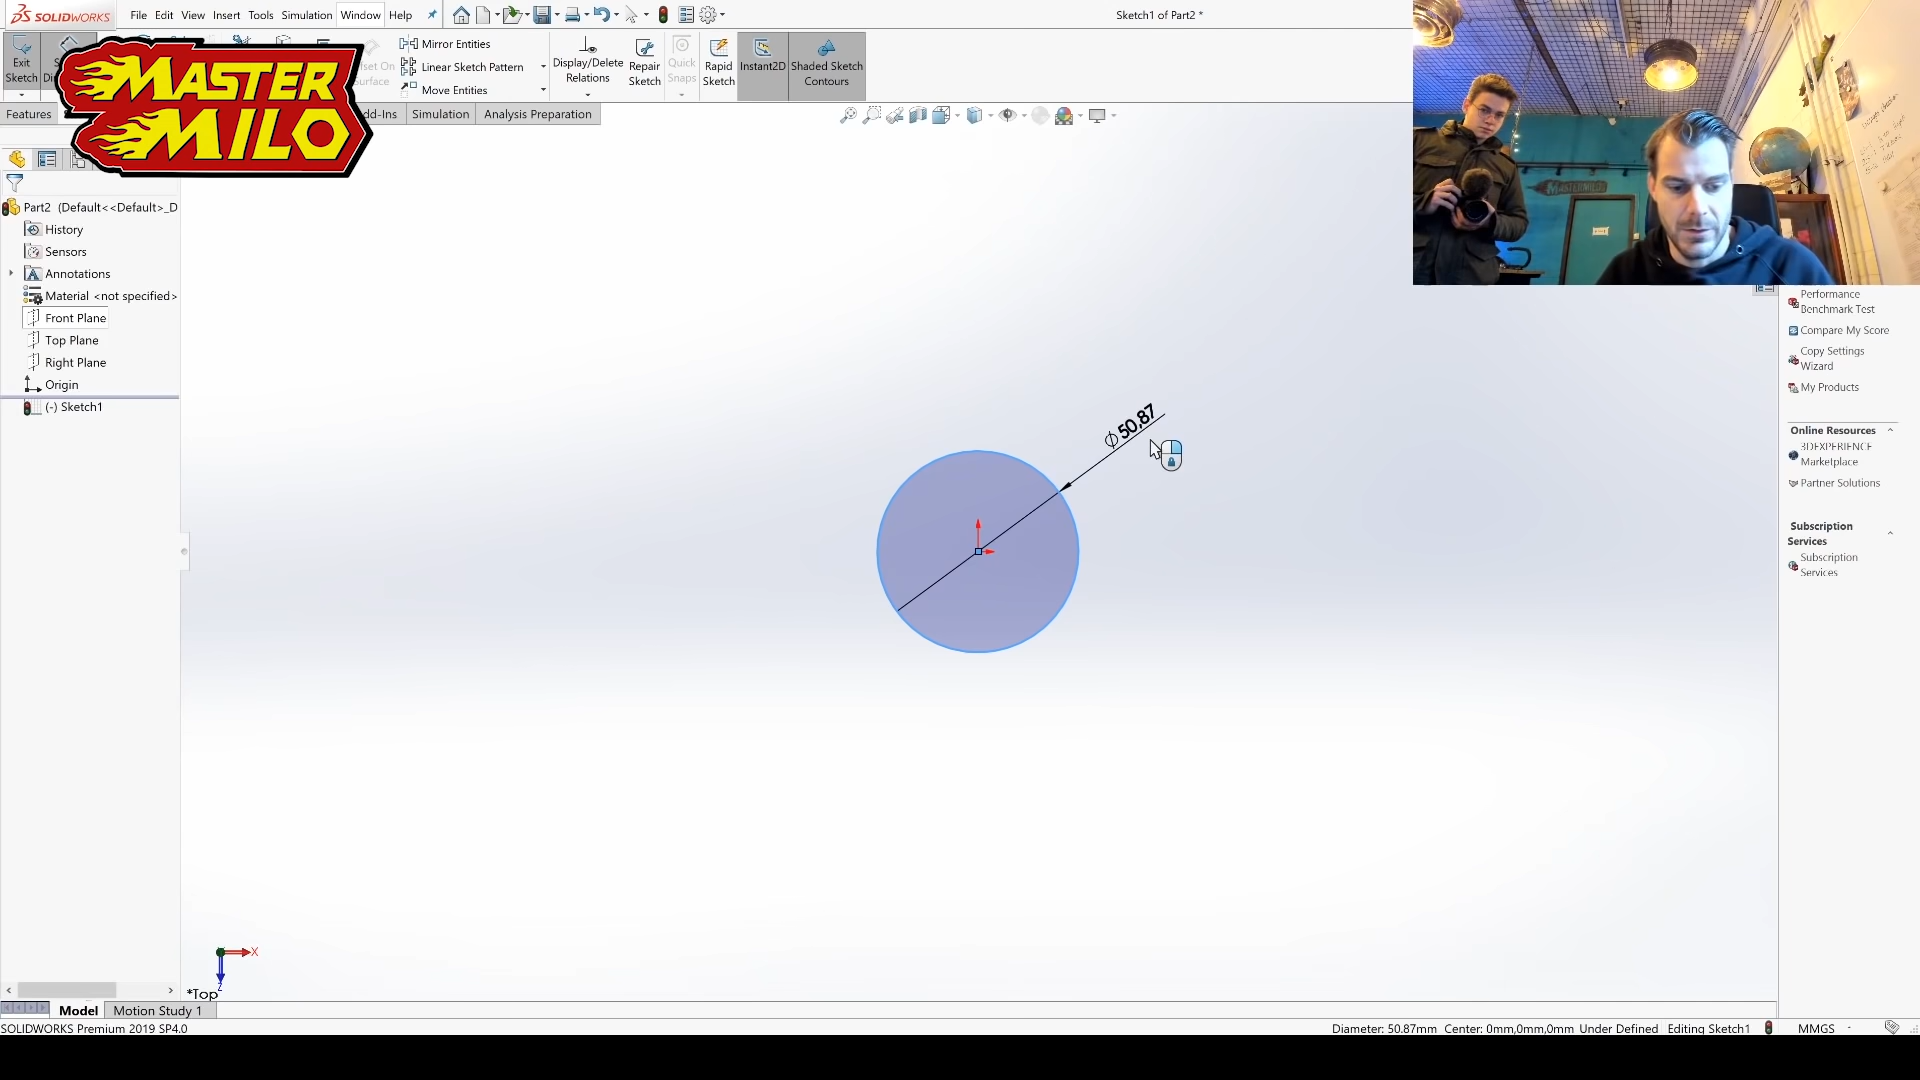 SOLIDWORKS
File Edit View Insert Tools Simulation Window Help
Sketch1 of Part2 *
Exit
Sketch
Mirror Entities
Linear Sketch Pattern
Move Entities
Display/Delete
Relations
Repair
Sketch
Quick
Snaps
Rapid
Sketch
Instant2D
Shaded Sketch
Contours
MASTER
MILO
Features
Simulation
Analysis Preparation
Part2 (Default<<Default>_D
History
Sensors
Annotations
Material <not specified>
Front Plane
Top Plane
Right Plane
Origin
(-) Sketch1
∅50,87
Performance
Benchmark Test
Compare My Score
Copy Settings
Wizard
My Products
Online Resources
3DEXPERIENCE
Marketplace
Partner Solutions
Subscription
Services
Subscription
Services
X
Z
*Top
Model
Motion Study 1
SOLIDWORKS Premium 2019 SP4.0
Diameter: 50.87mm Center: 0mm,0mm,0mm Under Defined Editing Sketch1 MMGS